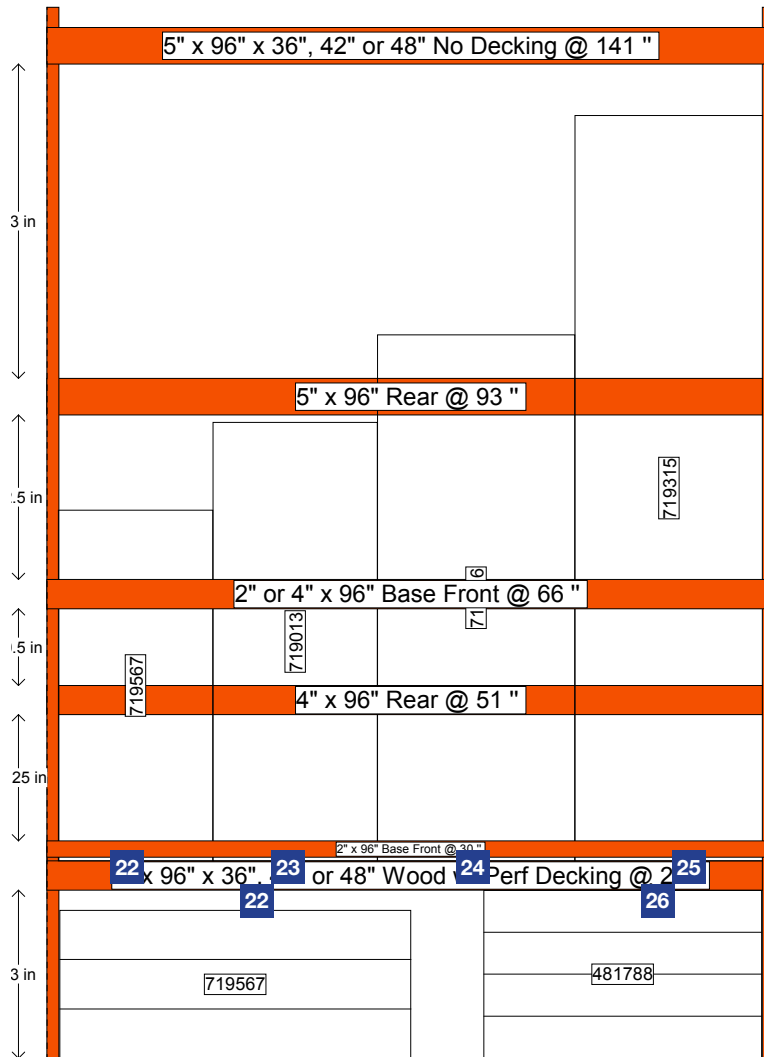 5" x 96" x 36", 42" or 48" No Decking @ 141 "
3 in
5" x 96" Rear @ 93 "
719315
.5 in
2" or 4" x 96" Base Front @ 66 "
719013
.5 in
719567
4" x 96" Rear @ 51 "
25 in
2" x 96" Base Front @ 30 "
22
23
24
25
x 96" x 36", or 48" Wood Perf Decking @ 2
22
26
3 in
719567
481788